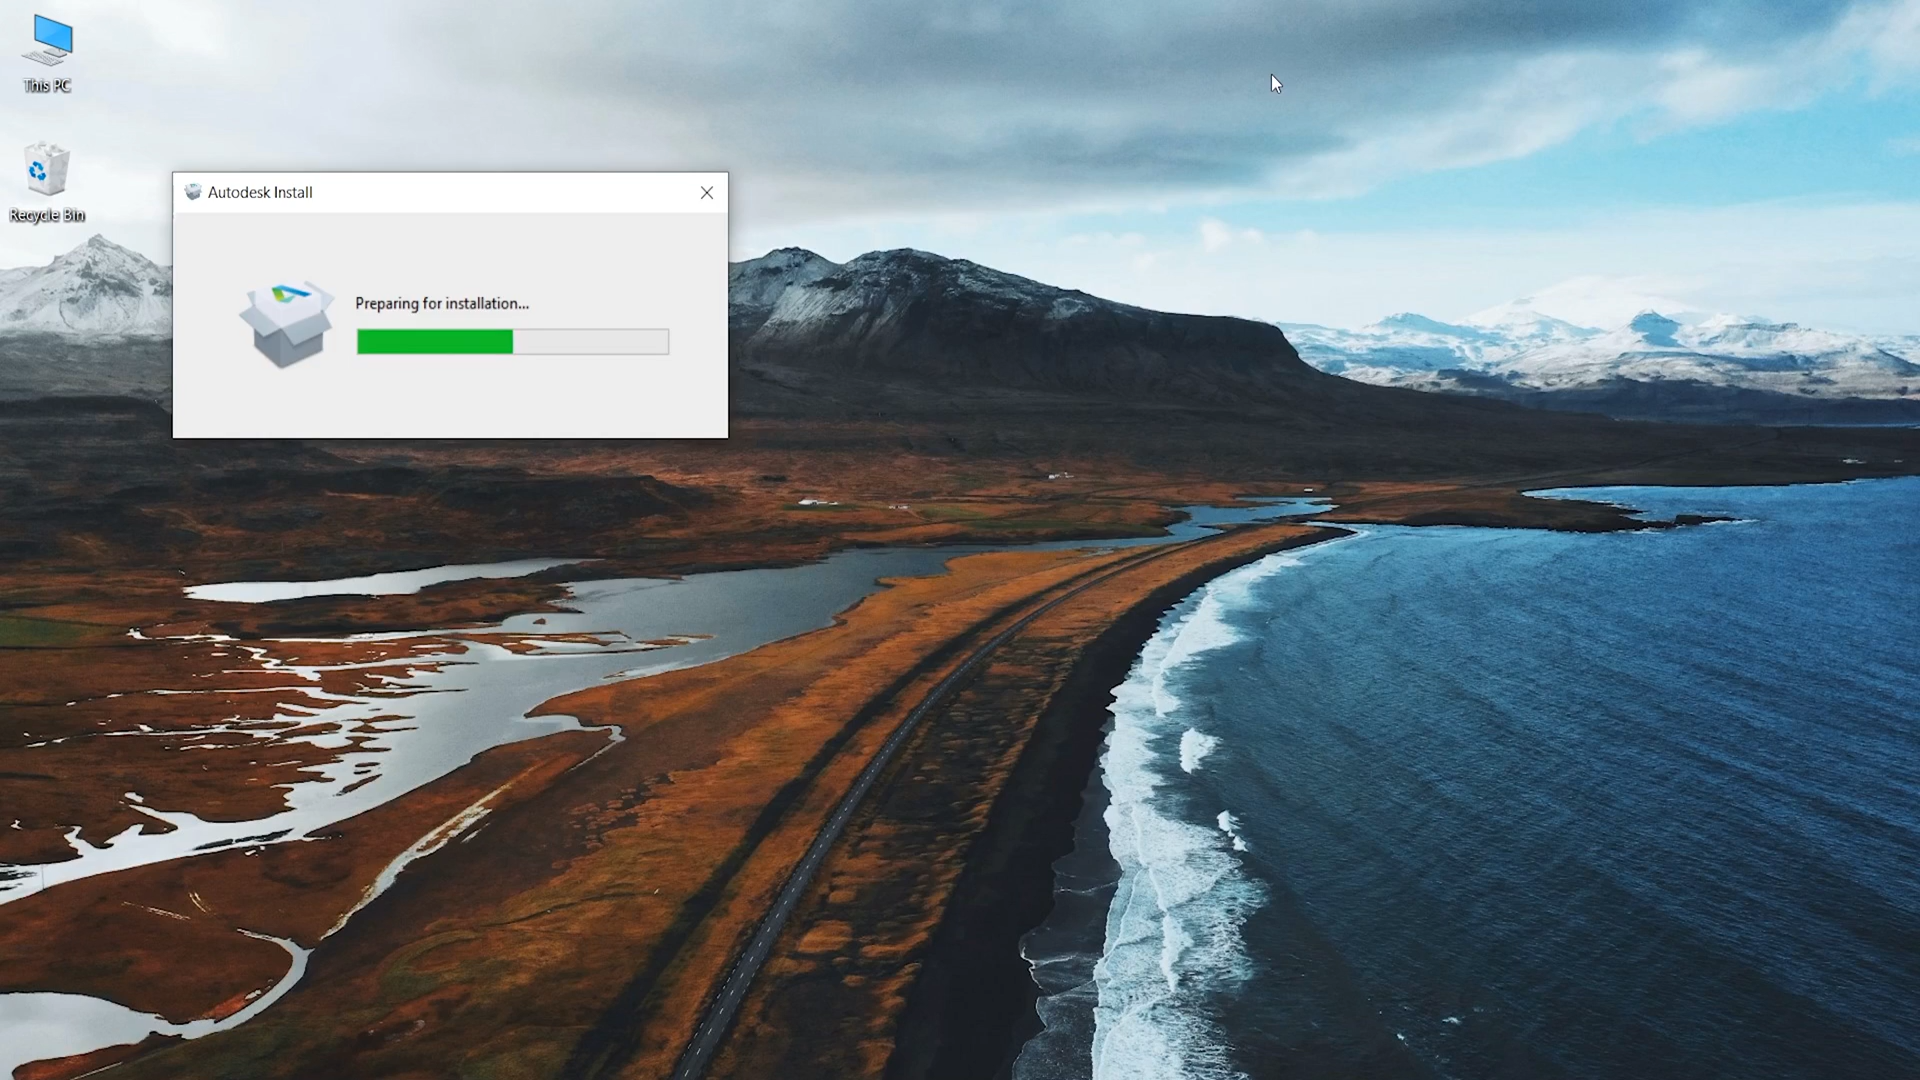 This PC
Recycle Bin
Autodesk Install
Preparing for installation...